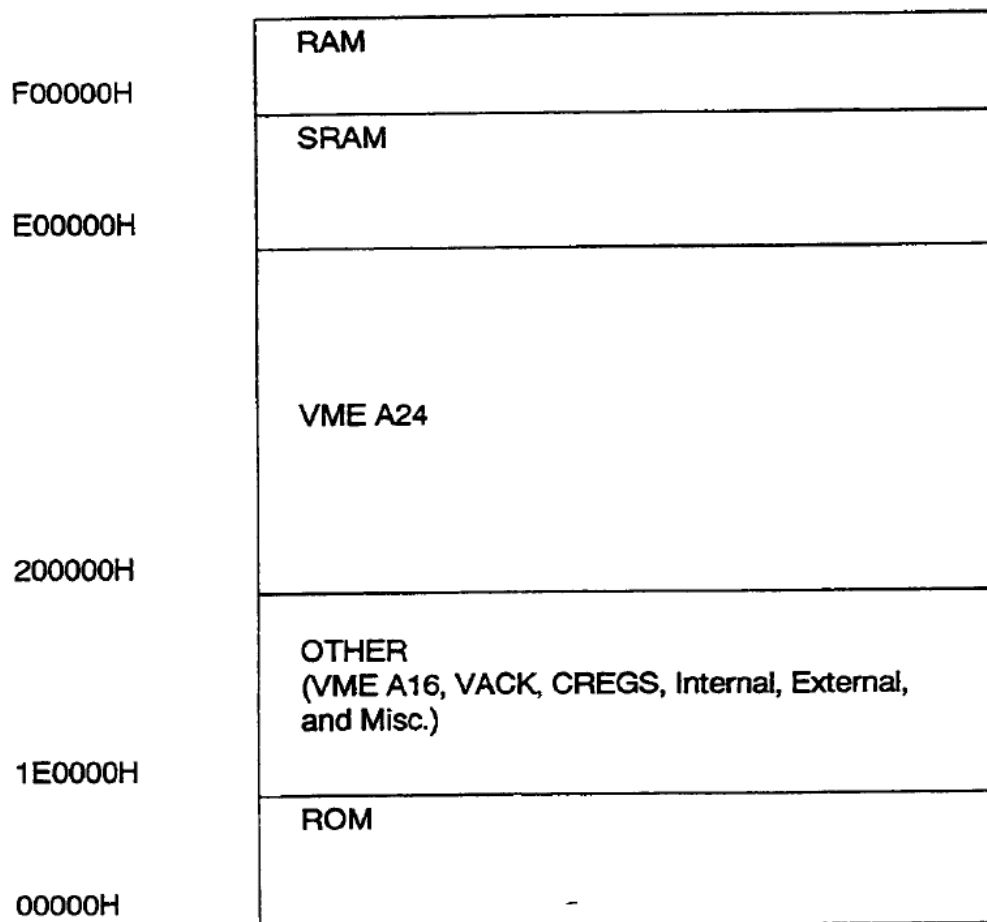 RAM
F00000H
SRAM
E00000H
VME A24
200000H
OTHER
(VME A16, VACK, CREGS, Internal, External,
and Misc.)
1E0000H
ROM
00000H